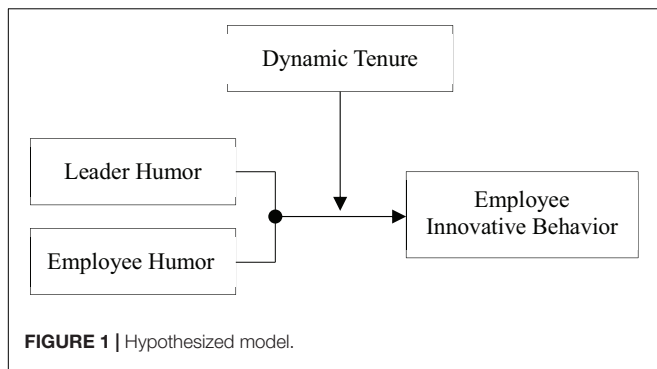 Dynamic Tenure
Leader Humor
Employee Humor
Employee
Innovative Behavior
FIGURE 1 | Hypothesized model.